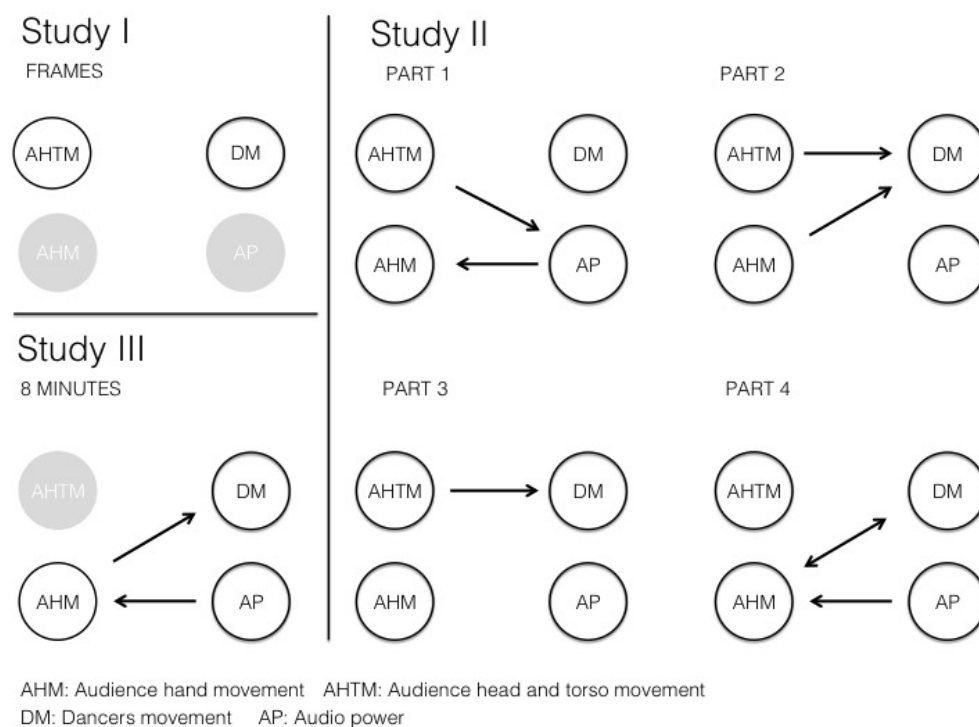 Study I
FRAMES
AHTM DM
AHM AP
Study II
PART 1 PART 2
AHTM DM AHTM DM
AHM AP AHM AP
PART 3 PART 4
AHTM DM AHTM DM
AHM AP AHM AP
Study III
8 MINUTES
AHTM DM
AHM AP
AHM: Audience hand movement AHTM: Audience head and torso movement
DM: Dancers movement AP: Audio power